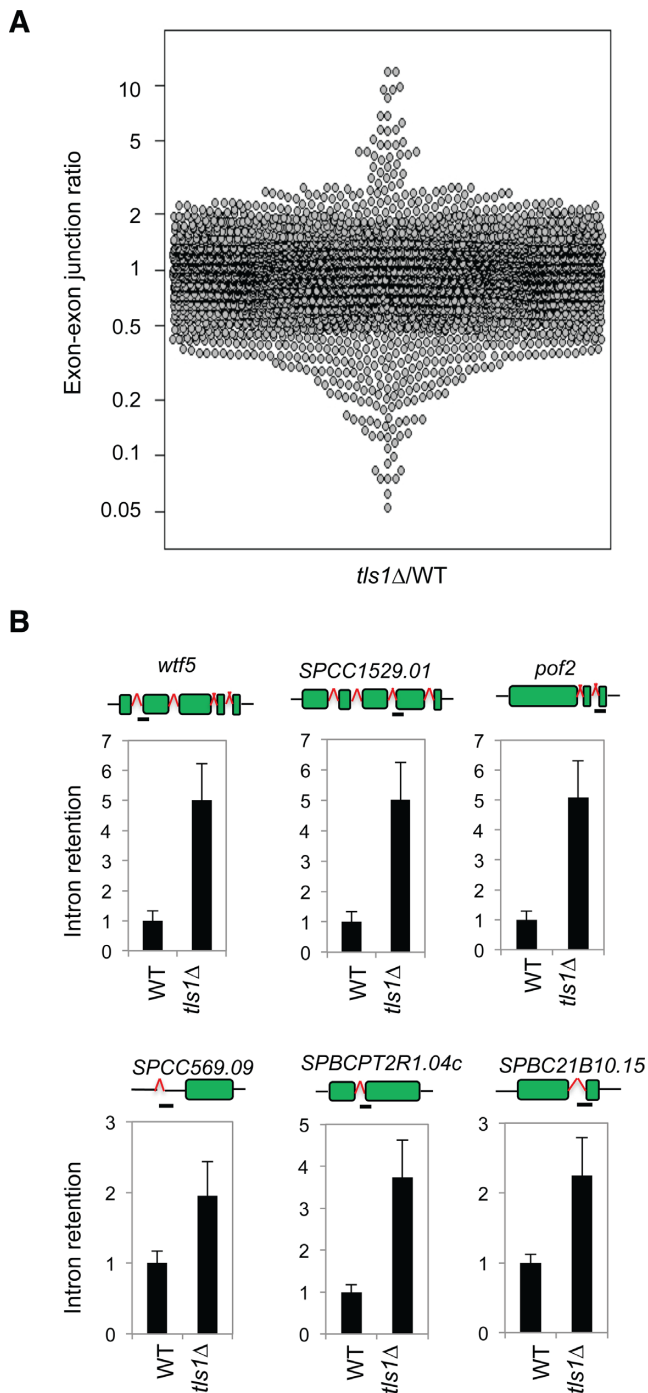 A
Exon-exon junction ratio
10
5
2
1
0.5
0.2
0.1
0.05
tls1Δ/WT
B
wtf5
SPCC1529.01
pof2
Intron retention
7
6
5
4
3
2
1
0
WT
tls1Δ
7
6
5
4
3
2
1
0
WT
tls1Δ
7
6
5
4
3
2
1
0
WT
tls1Δ
SPCC569.09
SPBCPT2R1.04c
SPBC21B10.15
Intron retention
3
2
1
0
WT
tls1Δ
5
4
3
2
1
0
WT
tls1Δ
3
2
1
0
WT
tls1Δ